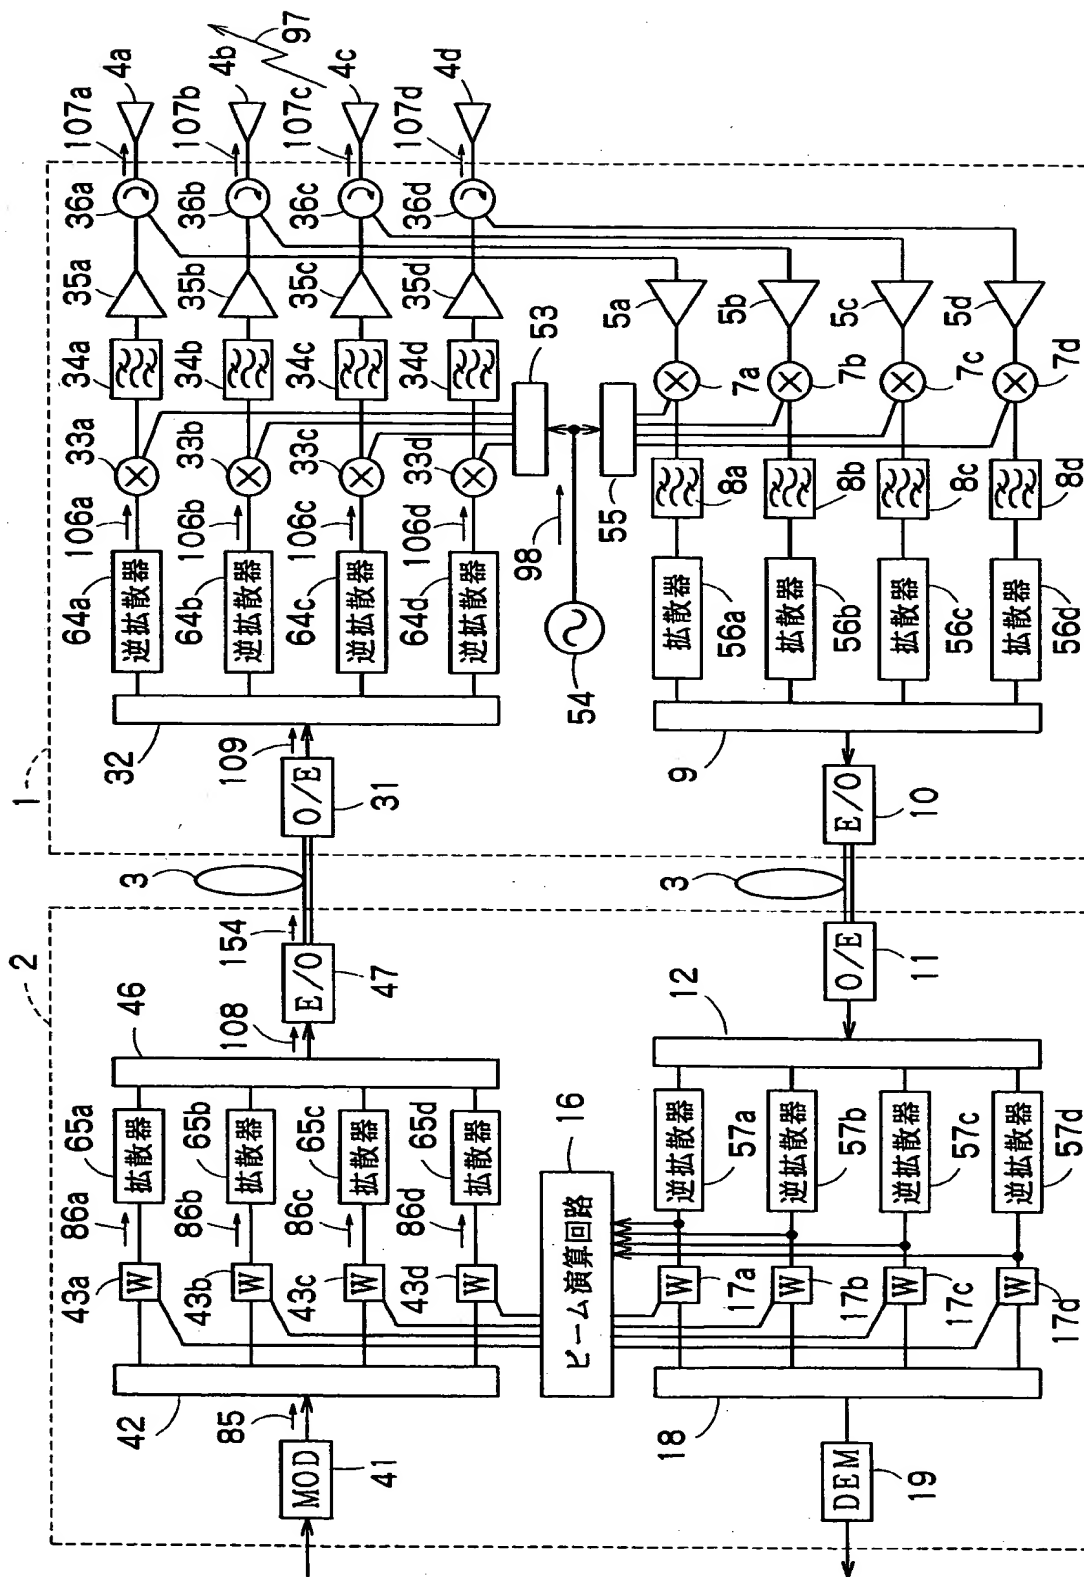 2
1
3
41
MOD
85
42
43a
W
86a
65a
拡散器
43b
W
86b
65b
拡散器
43c
W
86c
65c
拡散器
43d
W
86d
65d
拡散器
46
108
E/O
47
154
O/E
31
109
32
64a
逆拡散器
106a
33a
34a
35a
36a
107a
4a
64b
逆拡散器
106b
33b
34b
35b
36b
107b
4b
97
64c
逆拡散器
106c
33c
34c
35c
36c
107c
4c
64d
逆拡散器
106d
33d
34d
35d
36d
107d
4d
ビーム演算回路
16
54
98
53
55
19
DEM
18
17a
W
57a
逆拡散器
17b
W
57b
逆拡散器
17c
W
57c
逆拡散器
17d
W
57d
逆拡散器
12
O/E
11
3
E/O
10
9
拡散器
56a
8a
7a
5a
拡散器
56b
8b
7b
5b
拡散器
56c
8c
7c
5c
拡散器
56d
8d
7d
5d